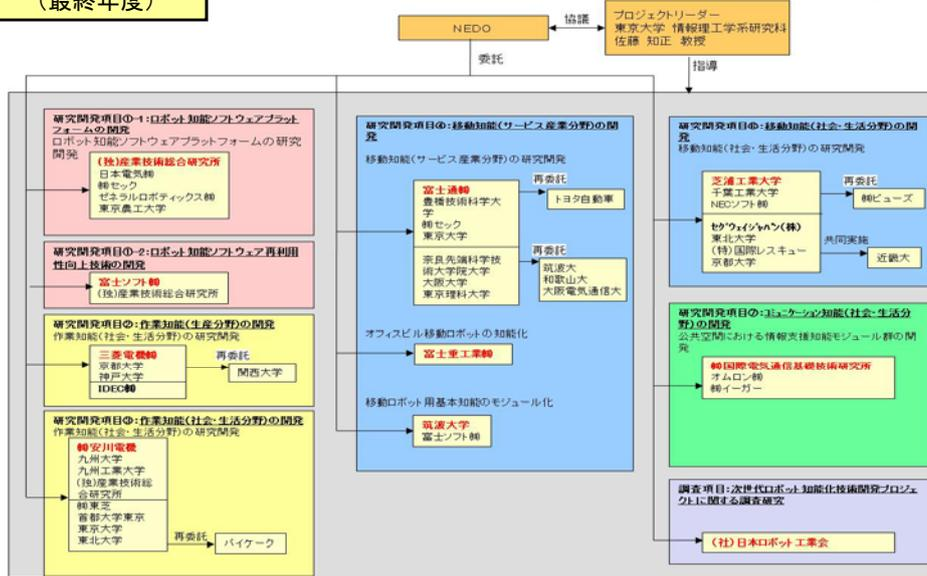 （最終年度）
NEDO
協議
プロジェクトリーダー
東京大学 情報理工学系研究科
佐藤 知正 教授
委託
指導
研究開発項目①-1:ロボット知能ソフトウェアプラット
フォームの開発
ロボット知能ソフトウェアプラットフォームの研究
開発
(独)産業技術総合研究所
日本電気㈱
㈱セック
ゼネラルロボティックス㈱
東京農工大学
研究開発項目①-2:ロボット知能ソフトウェア再利用
性向上技術の開発
富士ソフト㈱
(独)産業技術総合研究所
研究開発項目②:作業知能(生産分野)の開発
作業知能(社会・生活分野)の研究開発
三菱電機㈱
京都大学
神戸大学
IDEC㈱
再委託
関西大学
研究開発項目③:作業知能(社会・生活分野)の開発
作業知能(社会・生活分野)の研究開発
㈱安川電機
九州大学
九州工業大学
(独)産業技術総
合研究所
㈱東芝
首都大学東京
東京大学
東北大学
再委託
パイケーク
研究開発項目④:移動知能(サービス産業分野)の開
発
移動知能(サービス産業分野)の研究開発
富士通㈱
豊橋技術科学大
学
㈱セック
東京大学
再委託
トヨタ自動車
奈良先端科学技
術大学院大学
大阪大学
東京理科大学
再委託
筑波大
和歌山大
大阪電気通信大
オフィスビル移動ロボットの知能化
富士重工業㈱
移動ロボット用基本知能のモジュール化
筑波大学
富士ソフト㈱
研究開発項目⑥:移動知能(社会・生活分野)の開
発
移動知能(社会・生活分野)の研究開発
芝浦工業大学
千葉工業大学
NECソフト㈱
再委託
㈱ビューズ
セグウェイジャパン(株)
東北大学
(特)国際レスキュー
京都大学
共同実施
近畿大
研究開発項目⑦:コミュニケーション知能(社会・生活分
野)の開発
公共空間における情報支援知能モジュール群の開
発
㈱国際電気通信基礎技術研究所
オムロン㈱
㈱イーガー
調査項目:次世代ロボット知能化技術開発プロジェ
クトに関する調査研究
(社)日本ロボット工業会